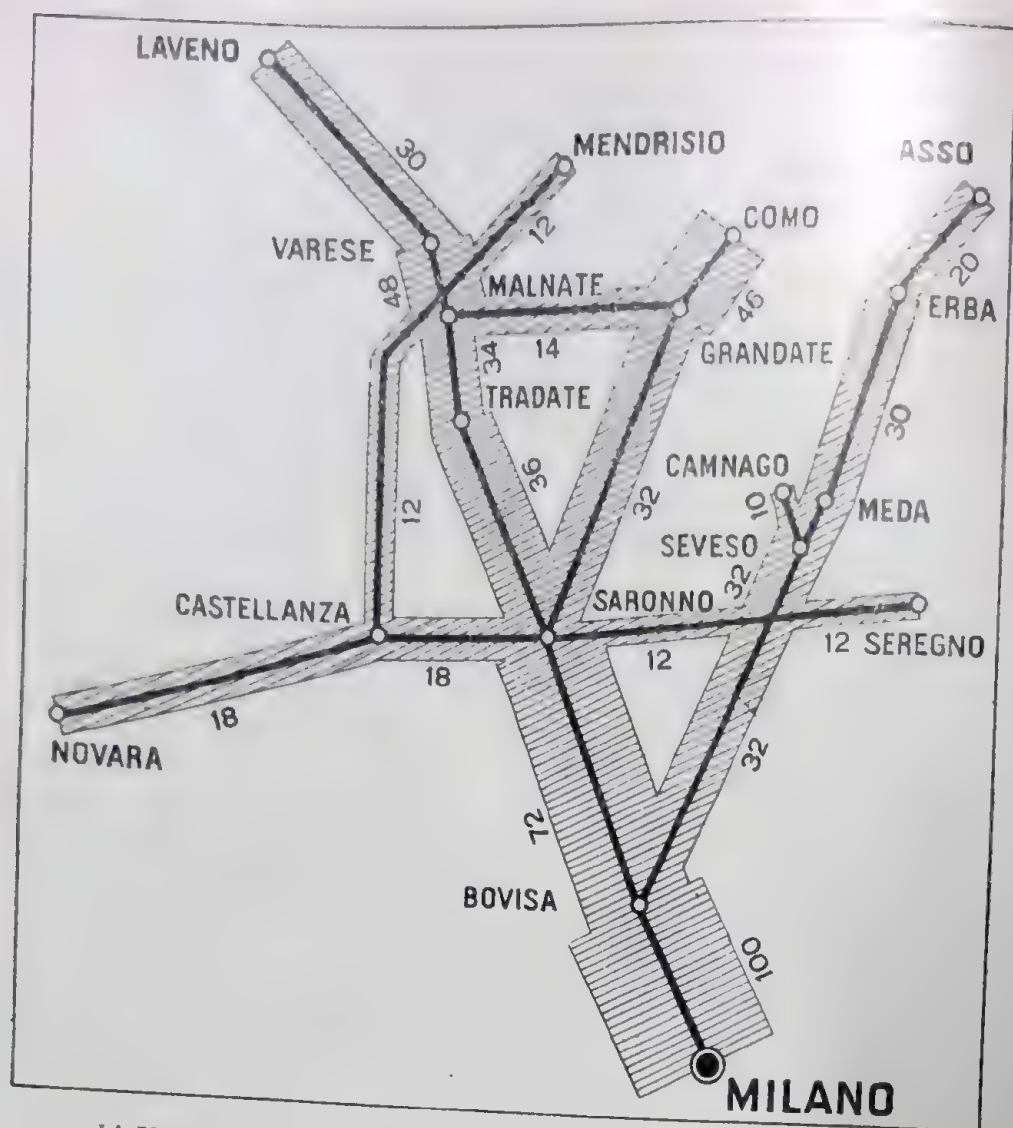 LAVENO
30
MENDRISIO
12
ASSO
20
COMO
VARESE
48
MALNATE
46
ERBA
34
14
GRANDATE
TRADATE
30
36
CAMNAGO
10
12
32
MEDA
SEVESO
32
CASTELLANZA
SARONNO
18
12
12 SEREGNO
18
NOVARA
32
72
BOVISA
100
MILANO